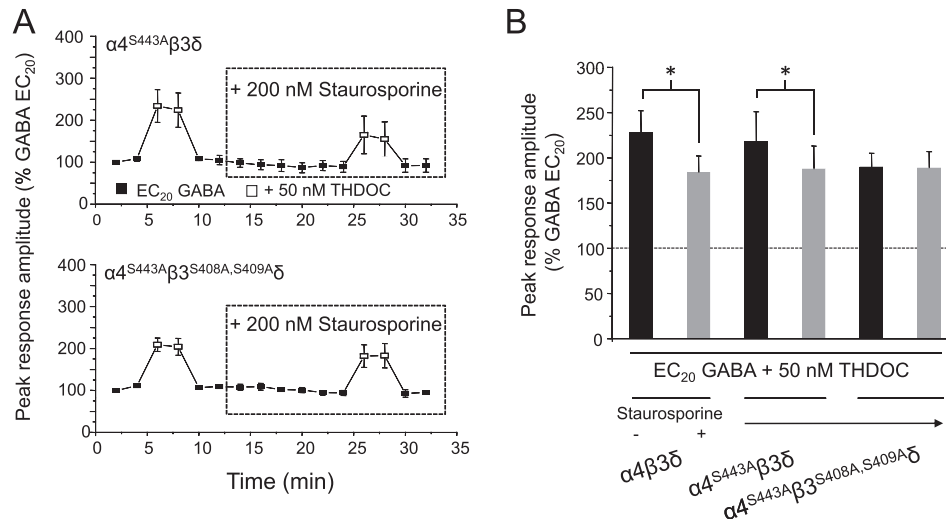 A
Peak response amplitude (% GABA EC20)
α4S443Aβ3δ
400
300
200
100
0
+ 200 nM Staurosporine
EC20 GABA
+ 50 nM THDOC
0 5 10 15 20 25 30 35
α4S443Aβ3S408A,S409Aδ
400
300
200
100
0
+ 200 nM Staurosporine
0 5 10 15 20 25 30 35
Time (min)
B
Peak response amplitude
(% GABA EC20)
300
250
200
150
100
50
0
* *
EC20 GABA + 50 nM THDOC
Staurosporine
- +
α4β3δ
α4S443Aβ3δ
α4S443Aβ3S408A,S409Aδ